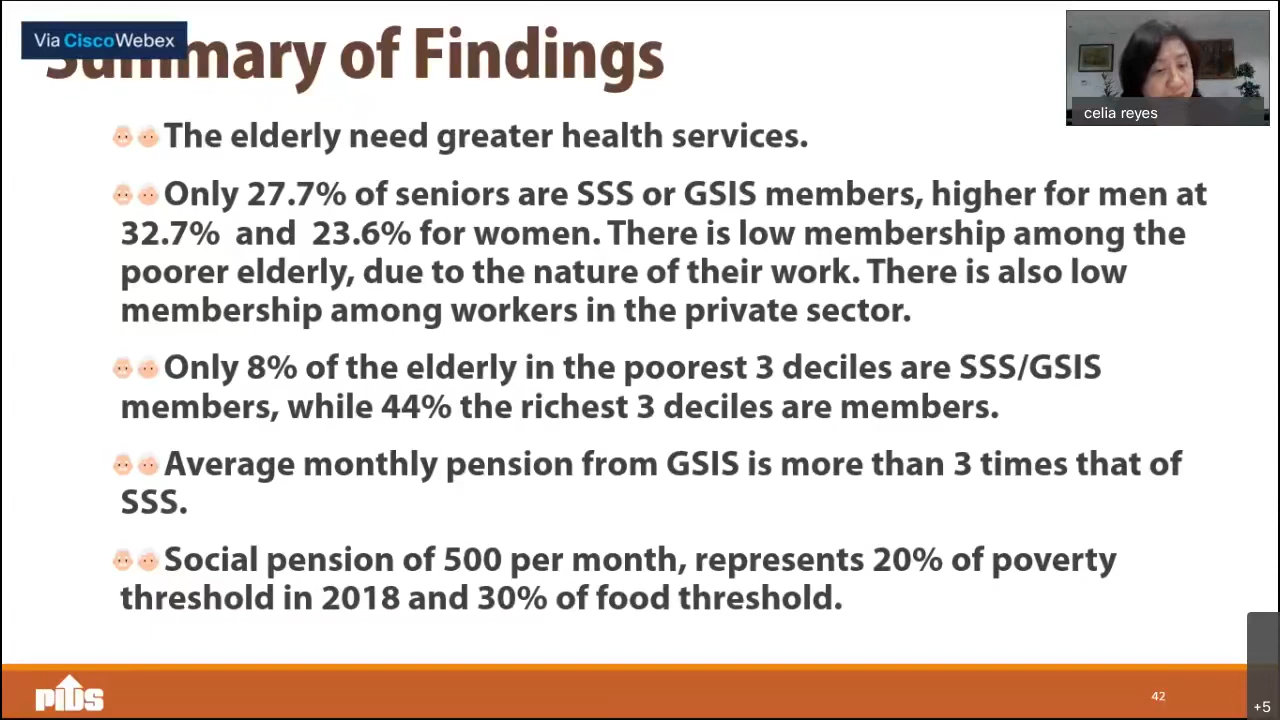 Via CiscoWebex
Summary of Findings
celia reyes
The elderly need greater health services.
Only 27.7% of seniors are SSS or GSIS members, higher for men at
32.7% and 23.6% for women. There is low membership among the
poorer elderly, due to the nature of their work. There is also low
membership among workers in the private sector.
Only 8% of the elderly in the poorest 3 deciles are SSS/GSIS
members, while 44% the richest 3 deciles are members.
Average monthly pension from GSIS is more than 3 times that of
SSS.
Social pension of 500 per month, represents 20% of poverty
threshold in 2018 and 30% of food threshold.
PIDS
42
+5